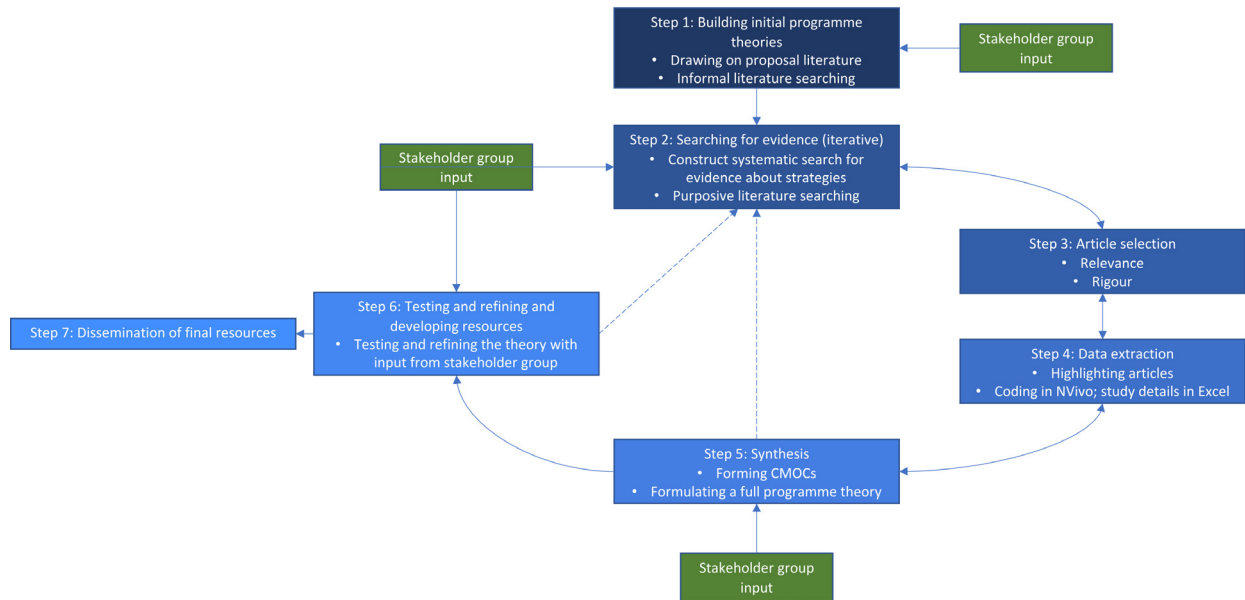 Step 1: Building initial programme
theories
• Drawing on proposal literature
• Informal literature searching
Stakeholder group
input
Step 2: Searching for evidence (iterative)
• Construct systematic search for
evidence about strategies
• Purposive literature searching
Stakeholder group
input
Step 3: Article selection
• Relevance
• Rigour
Step 6: Testing and refining and
developing resources
• Testing and refining the theory with
input from stakeholder group
Step 7: Dissemination of final resources
Step 4: Data extraction
• Highlighting articles
• Coding in NVivo; study details in Excel
Step 5: Synthesis
• Forming CMOCs
• Formulating a full programme theory
Stakeholder group
input